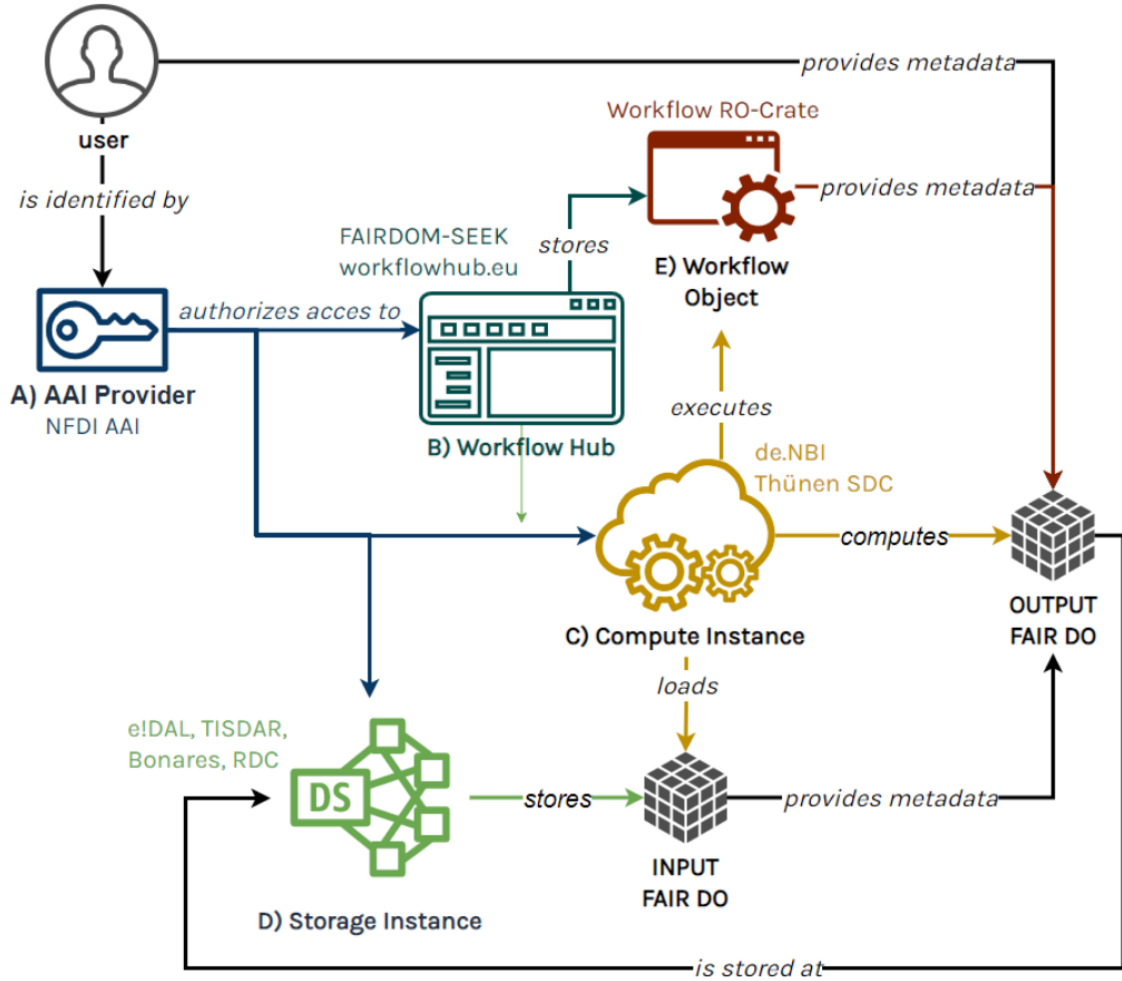 provides metadata
user
Workflow RO-Crate
is identified by
provides metadata
FAIRDOM-SEEK
workflowhub.eu
stores
E) Workflow
Object
authorizes acces to
A) AAI Provider
NFDI AAI
executes
B) Workflow Hub
de.NBI
Thünen SDC
computes
OUTPUT
FAIR DO
C) Compute Instance
loads
e!DAL, TISDAR,
Bonares, RDC
DS
stores
provides metadata
INPUT
FAIR DO
D) Storage Instance
is stored at